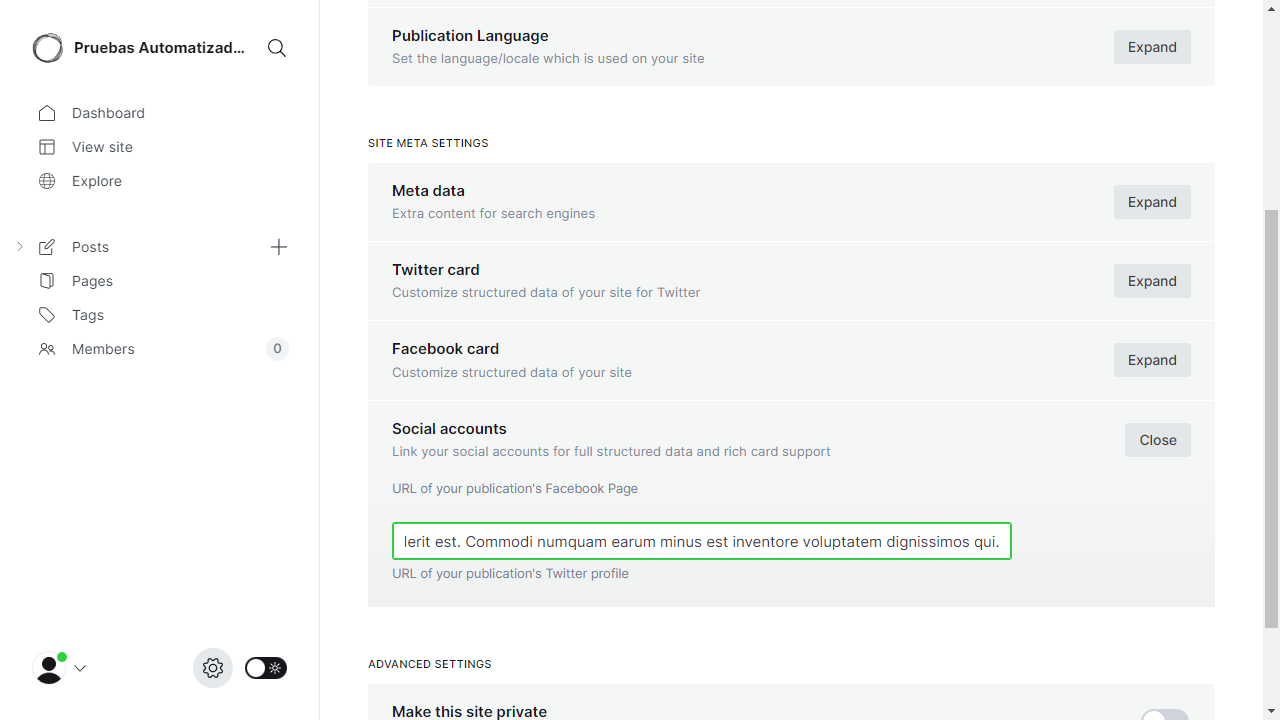 Pruebas Automatizad...
Dashboard
View site
Explore
Posts
Pages
Tags
Members
0
Publication Language
Set the language/locale which is used on your site
Expand
SITE META SETTINGS
Meta data
Extra content for search engines
Expand
Twitter card
Customize structured data of your site for Twitter
Expand
Facebook card
Customize structured data of your site
Expand
Social accounts
Link your social accounts for full structured data and rich card support
Close
URL of your publication's Facebook Page
lerit est. Commodi numquam earum minus est inventore voluptatem dignissimos qui.
URL of your publication's Twitter profile
ADVANCED SETTINGS
Make this site private